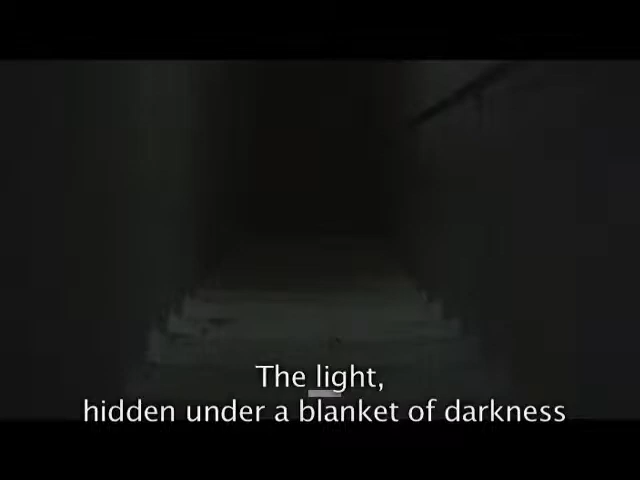 The light,
hidden under a blanket of darkness